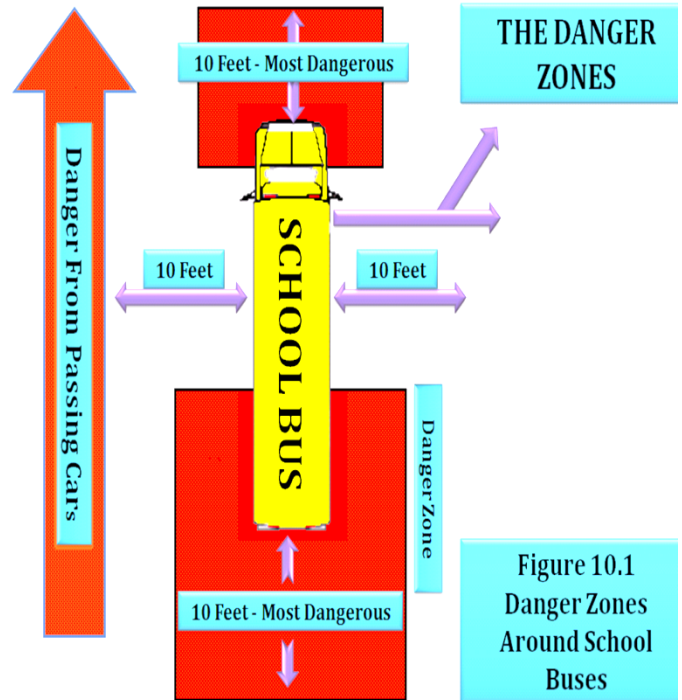 10 Feet - Most Dangerous
THE DANGER
ZONES
Danger From Passing Cars
10 Feet
SCHOOL BUS
10 Feet
Danger Zone
10 Feet - Most Dangerous
Figure 10.1
Danger Zones
Around School
Buses